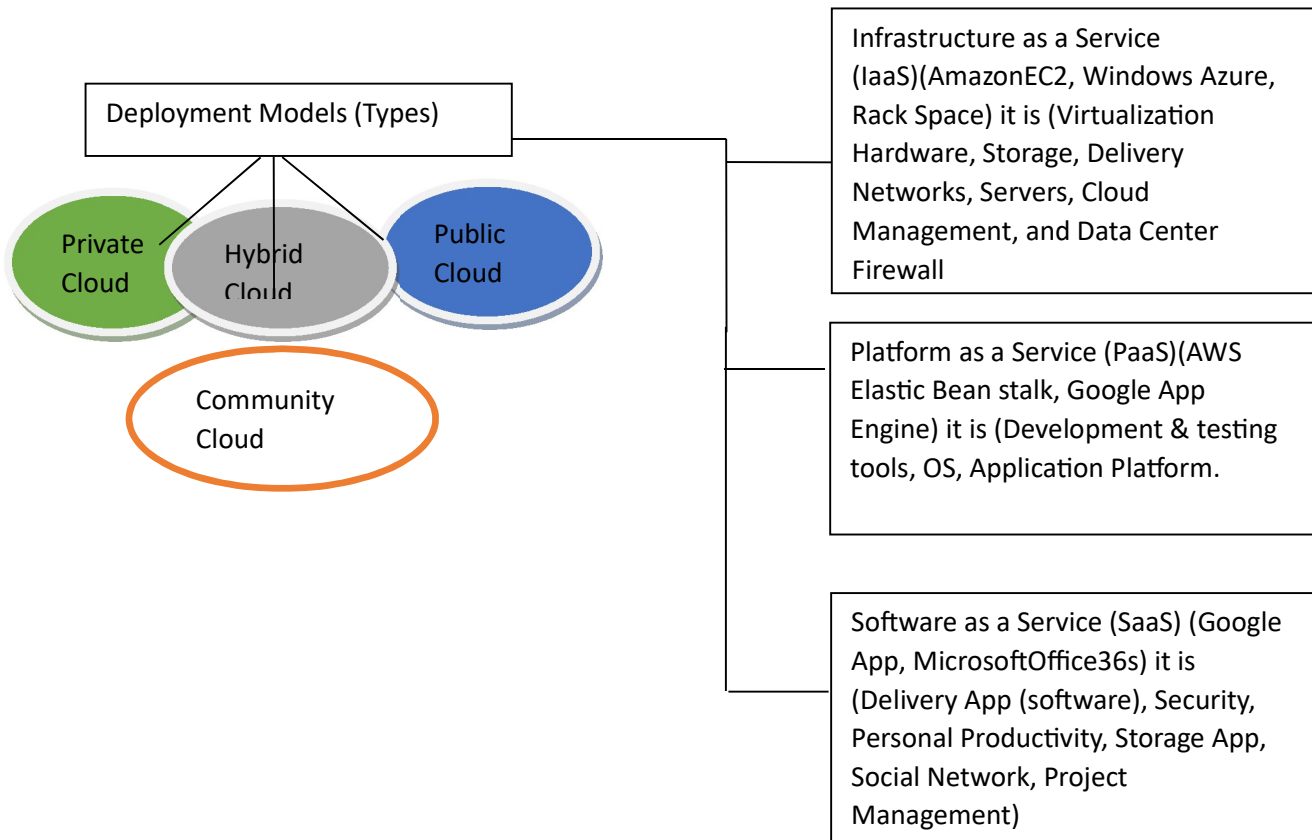 Deployment Models (Types)
Private
Cloud
Hybrid
Cloud
Public
Cloud
Community
Cloud
Infrastructure as a Service
(IaaS)(AmazonEC2, Windows Azure,
Rack Space) it is (Virtualization
Hardware, Storage, Delivery
Networks, Servers, Cloud
Management, and Data Center
Firewall
Platform as a Service (PaaS)(AWS
Elastic Bean stalk, Google App
Engine) it is (Development & testing
tools, OS, Application Platform.
Software as a Service (SaaS) (Google
App, MicrosoftOffice36s) it is
(Delivery App (software), Security,
Personal Productivity, Storage App,
Social Network, Project
Management)